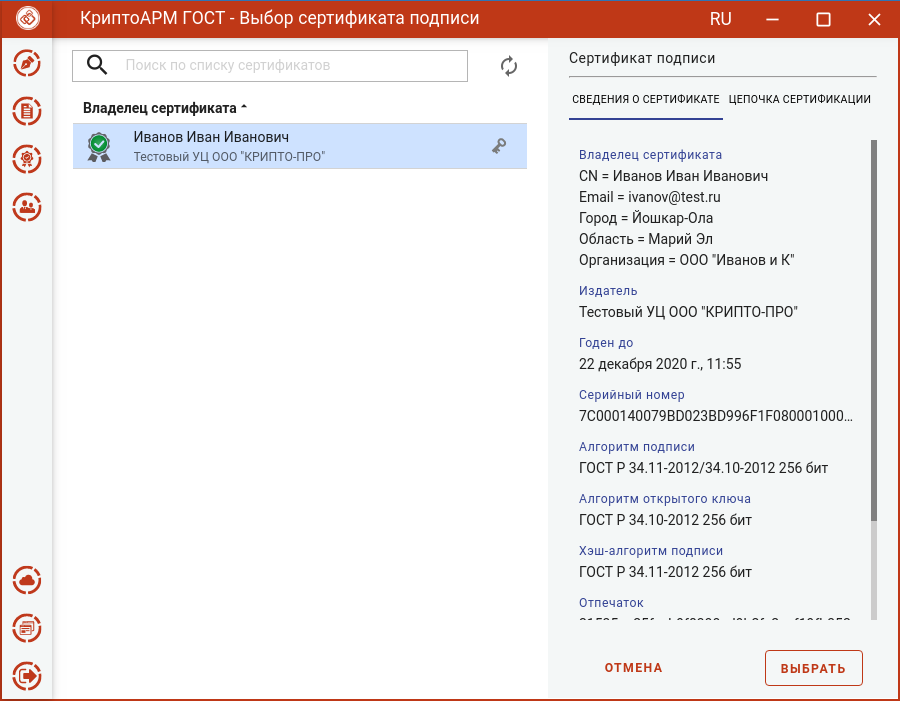 КриптоАРМ ГОСТ - Выбор сертификата подписи
RU
Поиск по списку сертификатов
Владелец сертификата
Иванов Иван Иванович
Тестовый УЦ ООО "КРИПТО-ПРО"
Сертификат подписи
СВЕДЕНИЯ О СЕРТИФИКАТЕ ЦЕПОЧКА СЕРТИФИКАЦИИ
Владелец сертификата
CN = Иванов Иван Иванович
Email = ivanov@test.ru
Город = Йошкар-Ола
Область = Марий Эл
Организация = ООО "Иванов и К"
Издатель
Тестовый УЦ ООО "КРИПТО-ПРО"
Годен до
22 декабря 2020 г., 11:55
Серийный номер
7C000140079BD023BD996F1F080001000...
Алгоритм подписи
ГОСТ Р 34.11-2012/34.10-2012 256 бит
Алгоритм открытого ключа
ГОСТ Р 34.10-2012 256 бит
Хэш-алгоритм подписи
ГОСТ Р 34.11-2012 256 бит
Отпечаток
ОТМЕНА
ВЫБРАТЬ